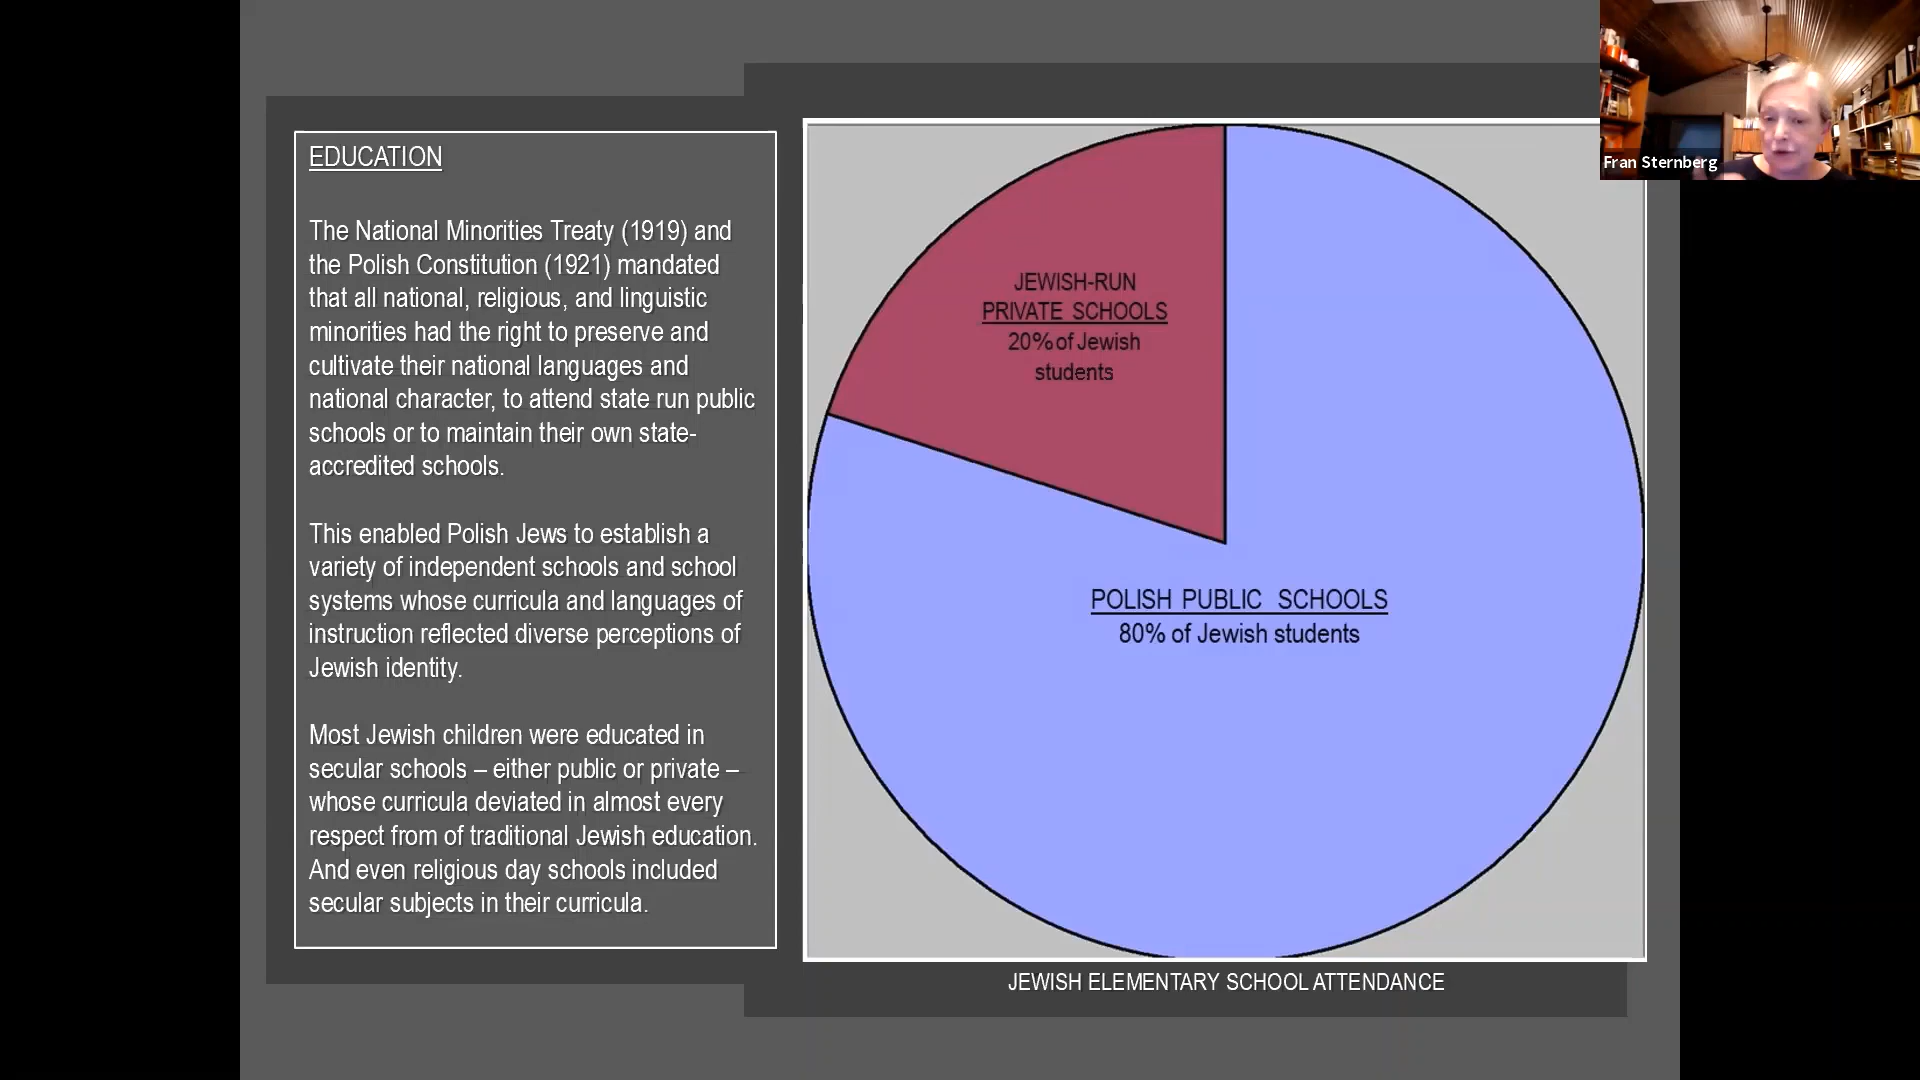 EDUCATION
The National Minorities Treaty (1919) and
the Polish Constitution (1921) mandated
that all national, religious, and linguistic
minorities had the right to preserve and
cultivate their national languages and
national character, to attend state run public
schools or to maintain their own state-
accredited schools.
This enabled Polish Jews to establish a
variety of independent schools and school
systems whose curricula and languages of
instruction reflected diverse perceptions of
Jewish identity.
Most Jewish children were educated in
secular schools – either public or private –
whose curricula deviated in almost every
respect from of traditional Jewish education.
And even religious day schools included
secular subjects in their curricula.
JEWISH-RUN
PRIVATE SCHOOLS
20% of Jewish
students
POLISH PUBLIC SCHOOLS
80% of Jewish students
JEWISH ELEMENTARY SCHOOL ATTENDANCE
Fran Sternberg